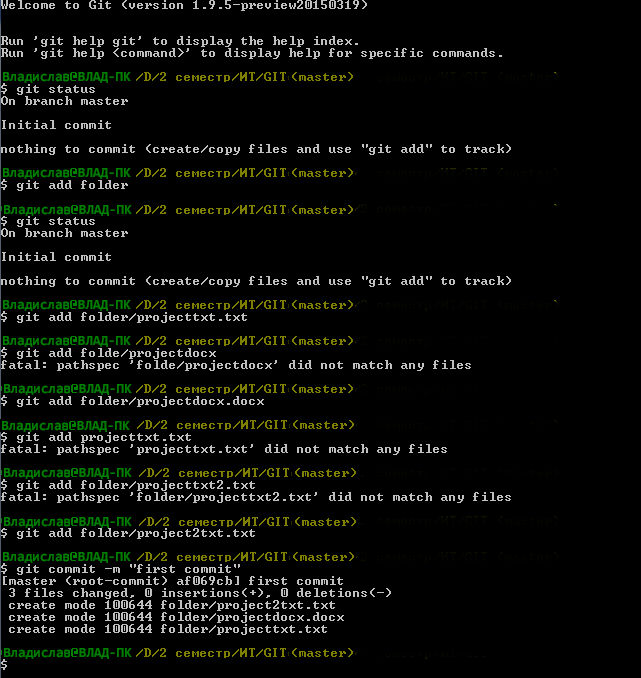 Welcome to Git (version 1.9.5-preview20150319)
Run 'git help git' to display the help index.
Run 'git help <command>' to display help for specific commands.
Владислав@ВЛАД-ПК /D/2 семестр/ИТ/GIT (master)
$ git status
On branch master
Initial commit
nothing to commit (create/copy files and use "git add" to track)
Владислав@ВЛАД-ПК /D/2 семестр/ИТ/GIT (master)
$ git add folder
Владислав@ВЛАД-ПК /D/2 семестр/ИТ/GIT (master)
$ git status
On branch master
Initial commit
nothing to commit (create/copy files and use "git add" to track)
Владислав@ВЛАД-ПК /D/2 семестр/ИТ/GIT (master)
$ git add folder/projecttxt.txt
Владислав@ВЛАД-ПК /D/2 семестр/ИТ/GIT (master)
$ git add folde/projectdocx
fatal: pathspec 'folde/projectdocx' did not match any files
Владислав@ВЛАД-ПК /D/2 семестр/ИТ/GIT (master)
$ git add folder/projectdocx.docx
Владислав@ВЛАД-ПК /D/2 семестр/ИТ/GIT (master)
$ git add projecttxt.txt
fatal: pathspec 'projecttxt.txt' did not match any files
Владислав@ВЛАД-ПК /D/2 семестр/ИТ/GIT (master)
$ git add folder/projecttxt2.txt
fatal: pathspec 'folder/projecttxt2.txt' did not match any files
Владислав@ВЛАД-ПК /D/2 семестр/ИТ/GIT (master)
$ git add folder/project2txt.txt
Владислав@ВЛАД-ПК /D/2 семестр/ИТ/GIT (master)
$ git commit -m "first commit"
[master (root-commit) af069cb] first commit
3 files changed, 0 insertions(+), 0 deletions(-)
create mode 100644 folder/project2txt.txt
create mode 100644 folder/projectdocx.docx
create mode 100644 folder/projecttxt.txt
Владислав@ВЛАД-ПК /D/2 семестр/ИТ/GIT (master)
$